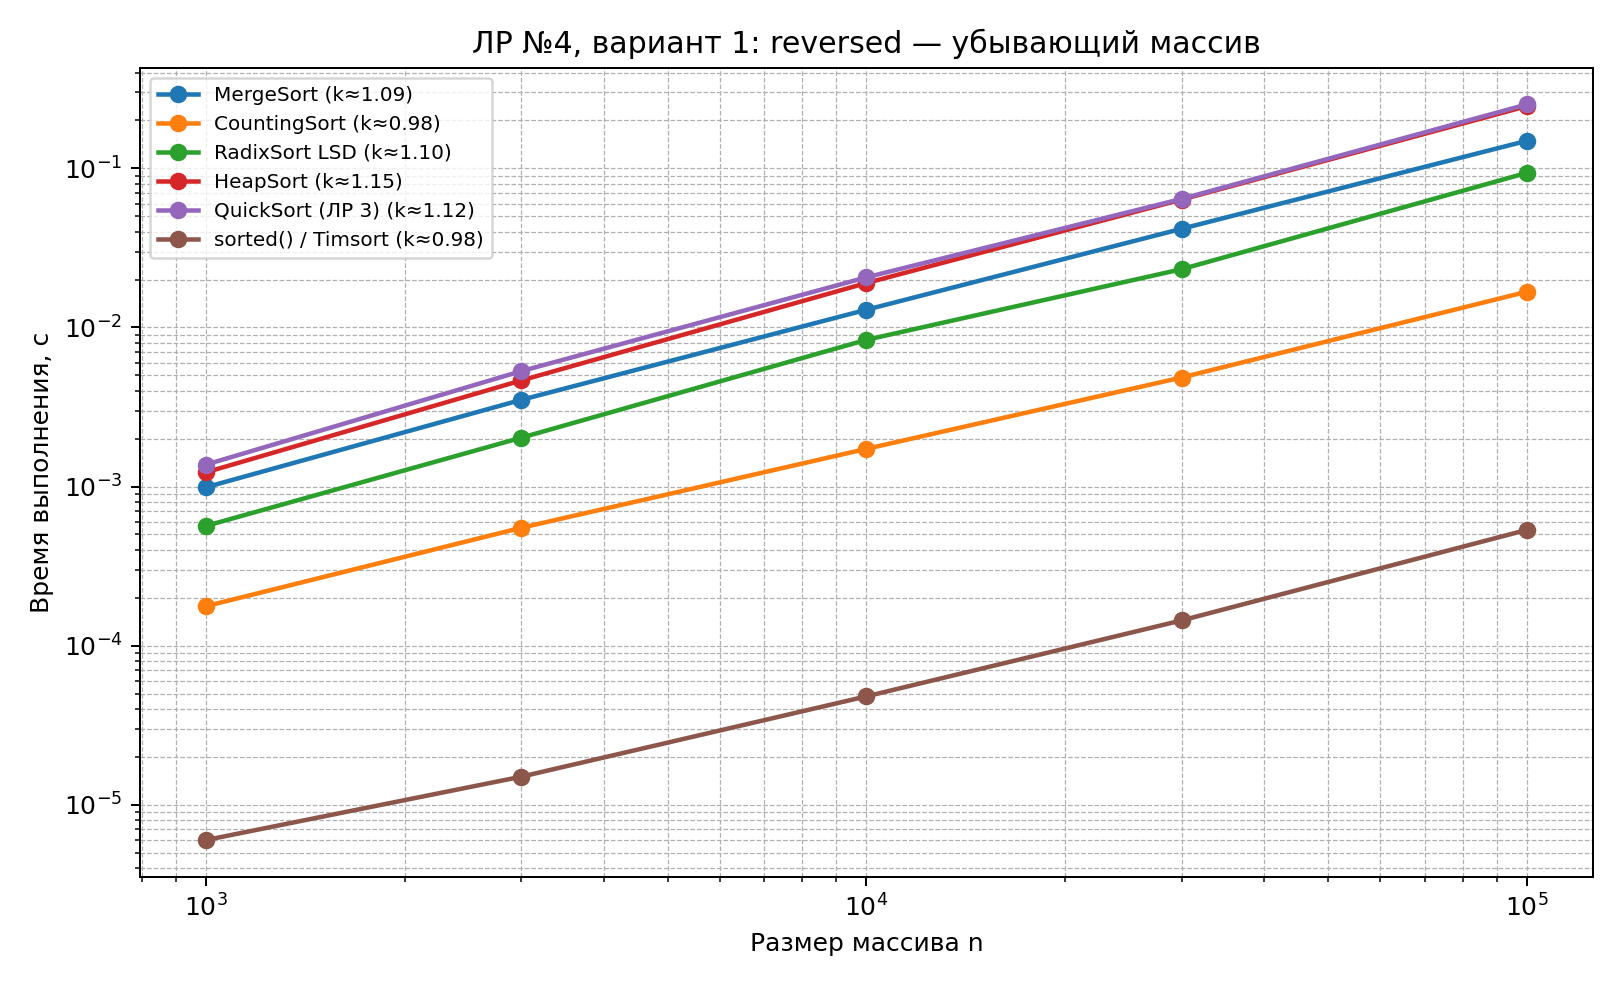 ЛР №4, вариант 1: reversed — убывающий массив
MergeSort (k≈1.09)
CountingSort (k≈0.98)
RadixSort LSD (k≈1.10)
HeapSort (k≈1.15)
QuickSort (ЛР 3) (k≈1.12)
sorted() / Timsort (k≈0.98)
Время выполнения, с
10⁻¹
10⁻²
10⁻³
10⁻⁴
10⁻⁵
10³
10⁴
10⁵
Размер массива n